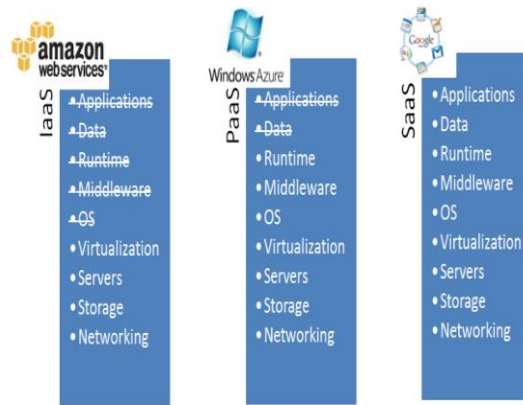 amazon
webservices™
IaaS
• Applications
• Data
• Runtime
• Middleware
• OS
• Virtualization
• Servers
• Storage
• Networking
Windows Azure
PaaS
• Applications
• Data
• Runtime
• Middleware
• OS
• Virtualization
• Servers
• Storage
• Networking
Google
SaaS
• Applications
• Data
• Runtime
• Middleware
• OS
• Virtualization
• Servers
• Storage
• Networking